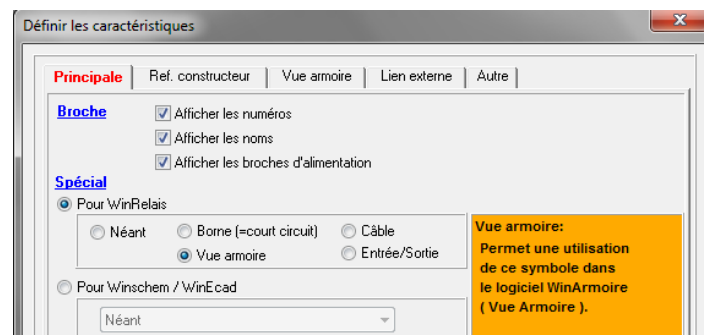 Définir les caractéristiques
x
Principale Ref. constructeur Vue armoire Lien externe Autre
Broche
Afficher les numéros
Afficher les noms
Afficher les broches d'alimentation
Spécial
Pour WinRelais
Néant Borne (=court circuit) Câble
Vue armoire Entrée/Sortie
Vue armoire:
Permet une utilisation
de ce symbole dans
le logiciel WinArmoire
( Vue Armoire ).
Pour Winschem / WinEcad
Néant